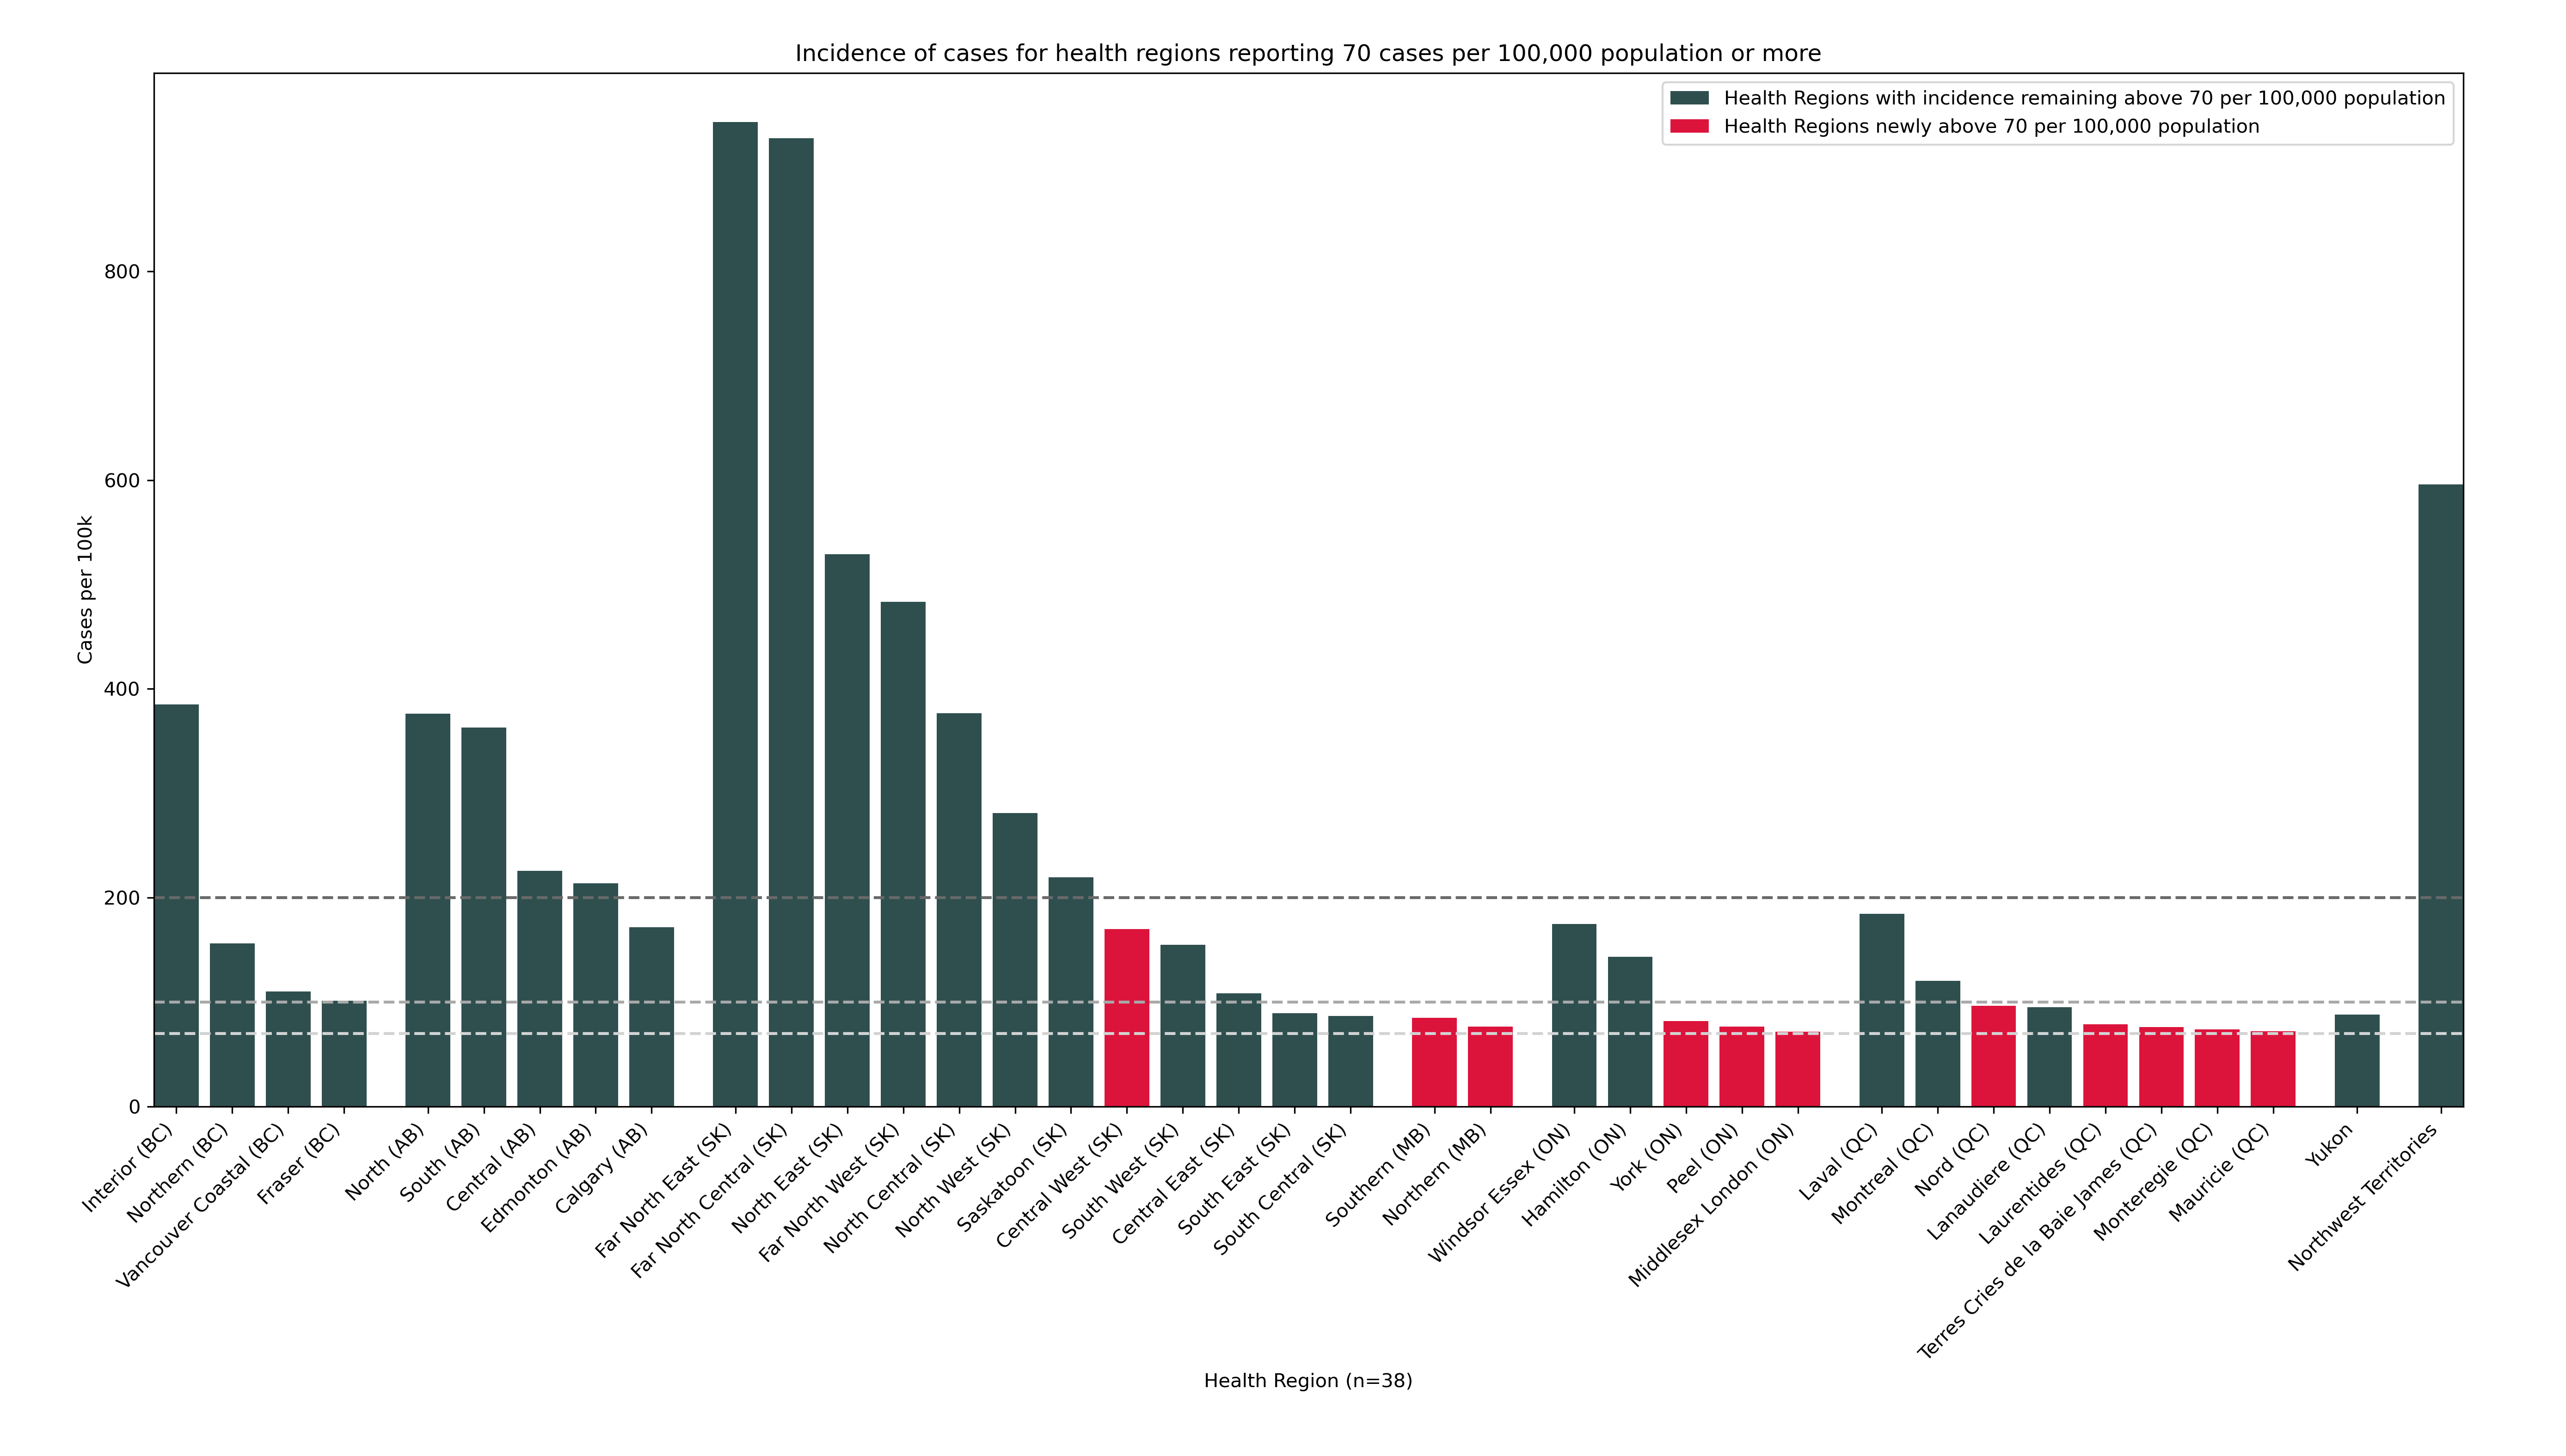 Incidence of cases for health regions reporting 70 cases per 100,000 population or more
Health Regions with incidence remaining above 70 per 100,000 population
Health Regions newly above 70 per 100,000 population
Cases per 100k
800
600
400
200
0
Interior (BC)
Northern (BC)
Vancouver Coastal (BC)
Fraser (BC)
North (AB)
South (AB)
Central (AB)
Edmonton (AB)
Calgary (AB)
Far North East (SK)
Far North Central (SK)
North East (SK)
Far North West (SK)
North Central (SK)
North West (SK)
Saskatoon (SK)
Central West (SK)
South West (SK)
Central East (SK)
South East (SK)
South Central (SK)
Southern (MB)
Northern (MB)
Windsor Essex (ON)
Hamilton (ON)
York (ON)
Peel (ON)
Middlesex London (ON)
Laval (QC)
Montreal (QC)
Nord (QC)
Lanaudiere (QC)
Laurentides (QC)
Terres Cries de la Baie James (QC)
Monteregie (QC)
Mauricie (QC)
Yukon
Northwest Territories
Health Region (n=38)